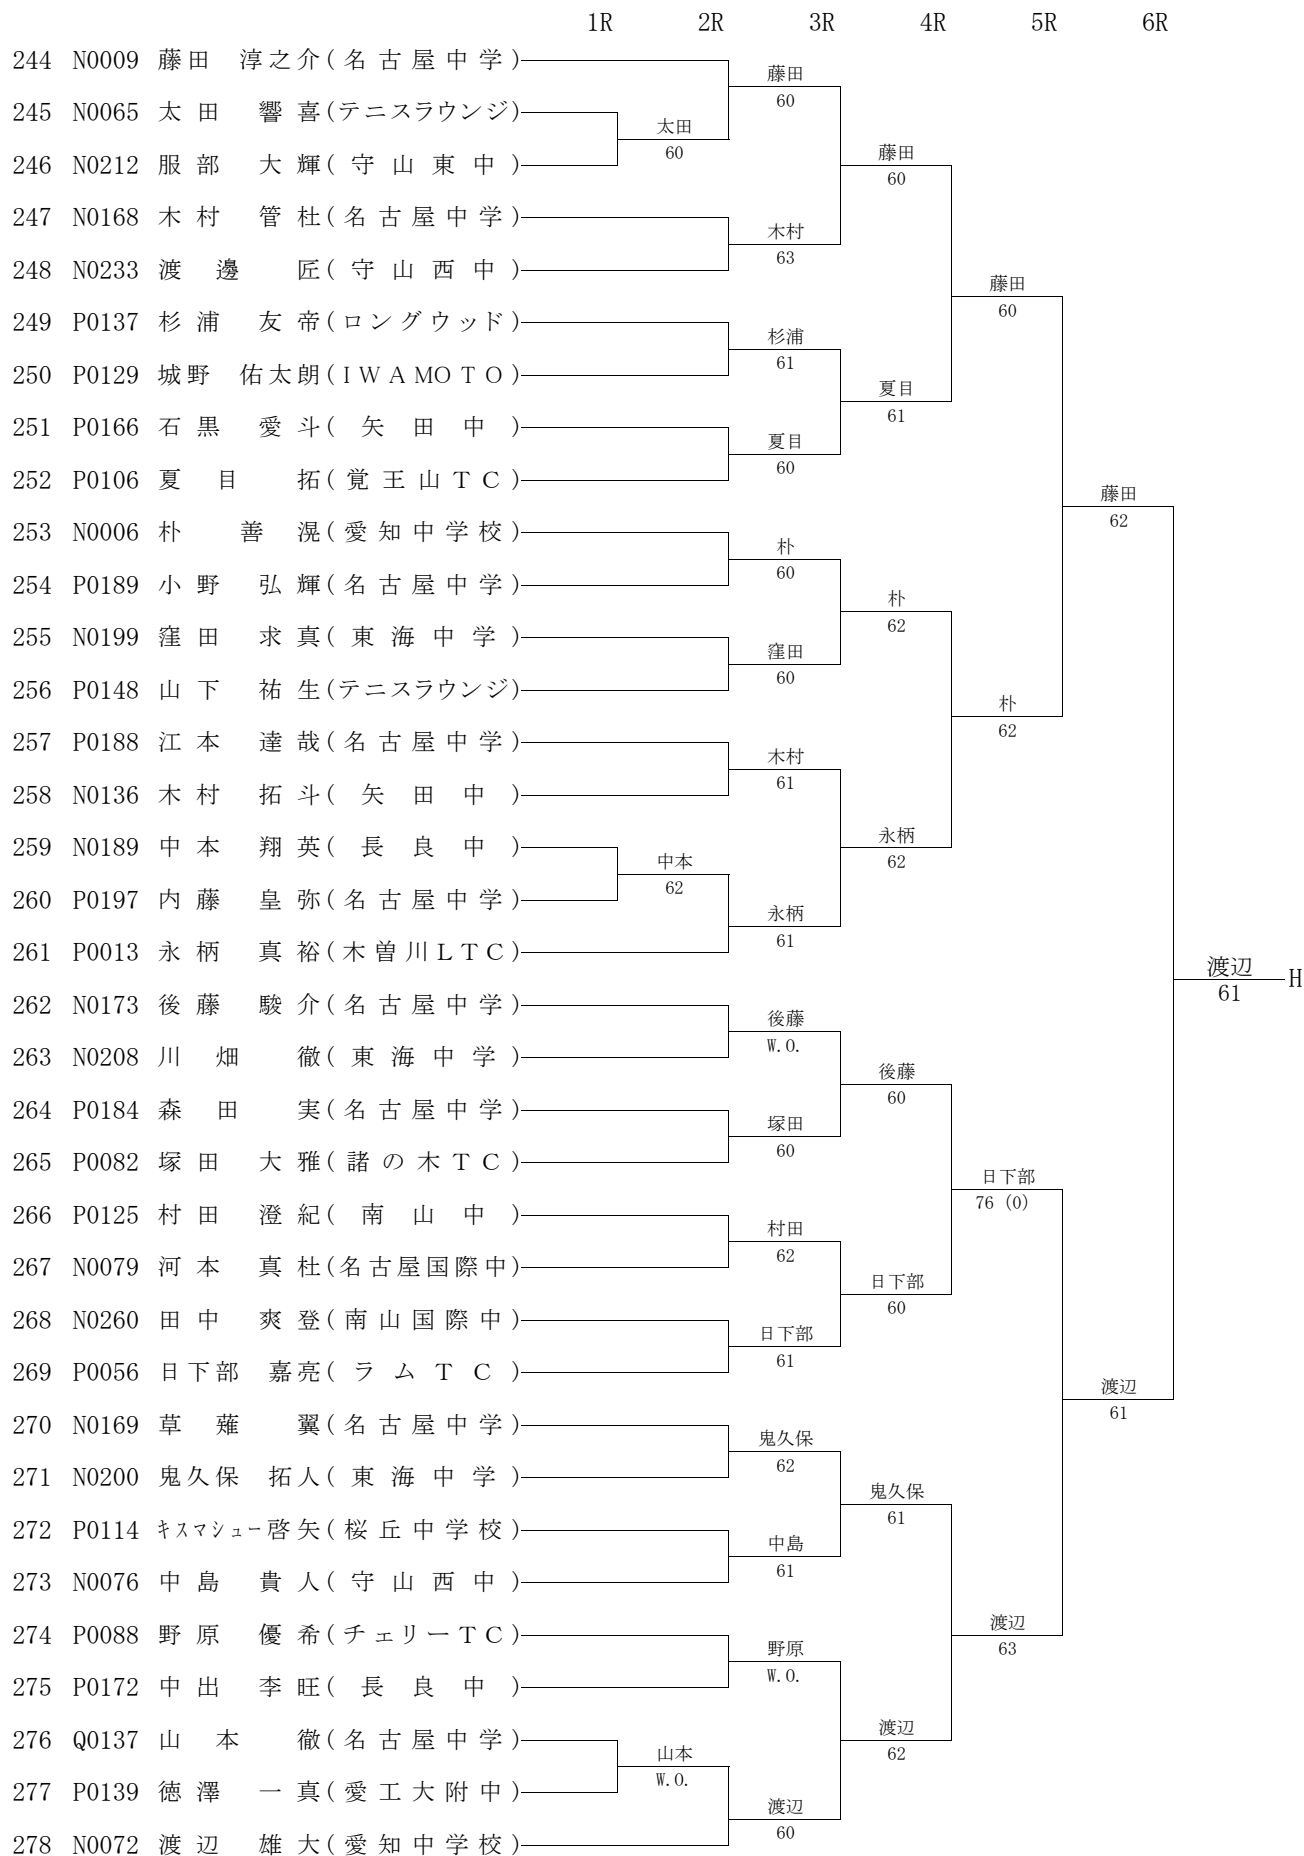 1R 2R 3R 4R 5R 6R
244 N0009 藤田 淳之介(名古屋中学)
藤田
60
245 N0065 太田 響喜(テニスラウンジ)
太田
60
246 N0212 服部 大輝(守山東中)
藤田
60
247 N0168 木村 管杜(名古屋中学)
木村
63
248 N0233 渡邊 匠(守山西中)
藤田
60
249 P0137 杉浦 友帝(ロングウッド)
杉浦
61
250 P0129 城野 佑太朗(IWAMOTO)
夏目
61
251 P0166 石黒 愛斗(矢田中)
夏目
60
252 P0106 夏目 拓(覚王山TC)
藤田
62
253 N0006 朴 善滉(愛知中学校)
朴
60
254 P0189 小野 弘輝(名古屋中学)
朴
62
255 N0199 窪田 求真(東海中学)
窪田
60
256 P0148 山下 祐生(テニスラウンジ)
朴
62
257 P0188 江本 達哉(名古屋中学)
木村
61
258 N0136 木村 拓斗(矢田中)
永柄
62
259 N0189 中本 翔英(長良中)
中本
62
260 P0197 内藤 皇弥(名古屋中学)
永柄
61
261 P0013 永柄 真裕(木曽川LTC)
渡辺
61
H
262 N0173 後藤 駿介(名古屋中学)
後藤
W.O.
263 N0208 川畑 徹(東海中学)
後藤
60
264 P0184 森田 実(名古屋中学)
塚田
60
265 P0082 塚田 大雅(諸の木TC)
日下部
76 (0)
266 P0125 村田 澄紀(南山中)
村田
62
267 N0079 河本 真杜(名古屋国際中)
日下部
60
268 N0260 田中 爽登(南山国際中)
日下部
61
269 P0056 日下部 嘉亮(ラムTC)
渡辺
61
270 N0169 草薙 翼(名古屋中学)
鬼久保
62
271 N0200 鬼久保 拓人(東海中学)
鬼久保
61
272 P0114 キスマシュー啓矢(桜丘中学校)
中島
61
273 N0076 中島 貴人(守山西中)
渡辺
63
274 P0088 野原 優希(チェリーTC)
野原
W.O.
275 P0172 中出 李旺(長良中)
渡辺
62
276 Q0137 山本 徹(名古屋中学)
山本
W.O.
277 P0139 徳澤 一真(愛工大附中)
渡辺
60
278 N0072 渡辺 雄大(愛知中学校)